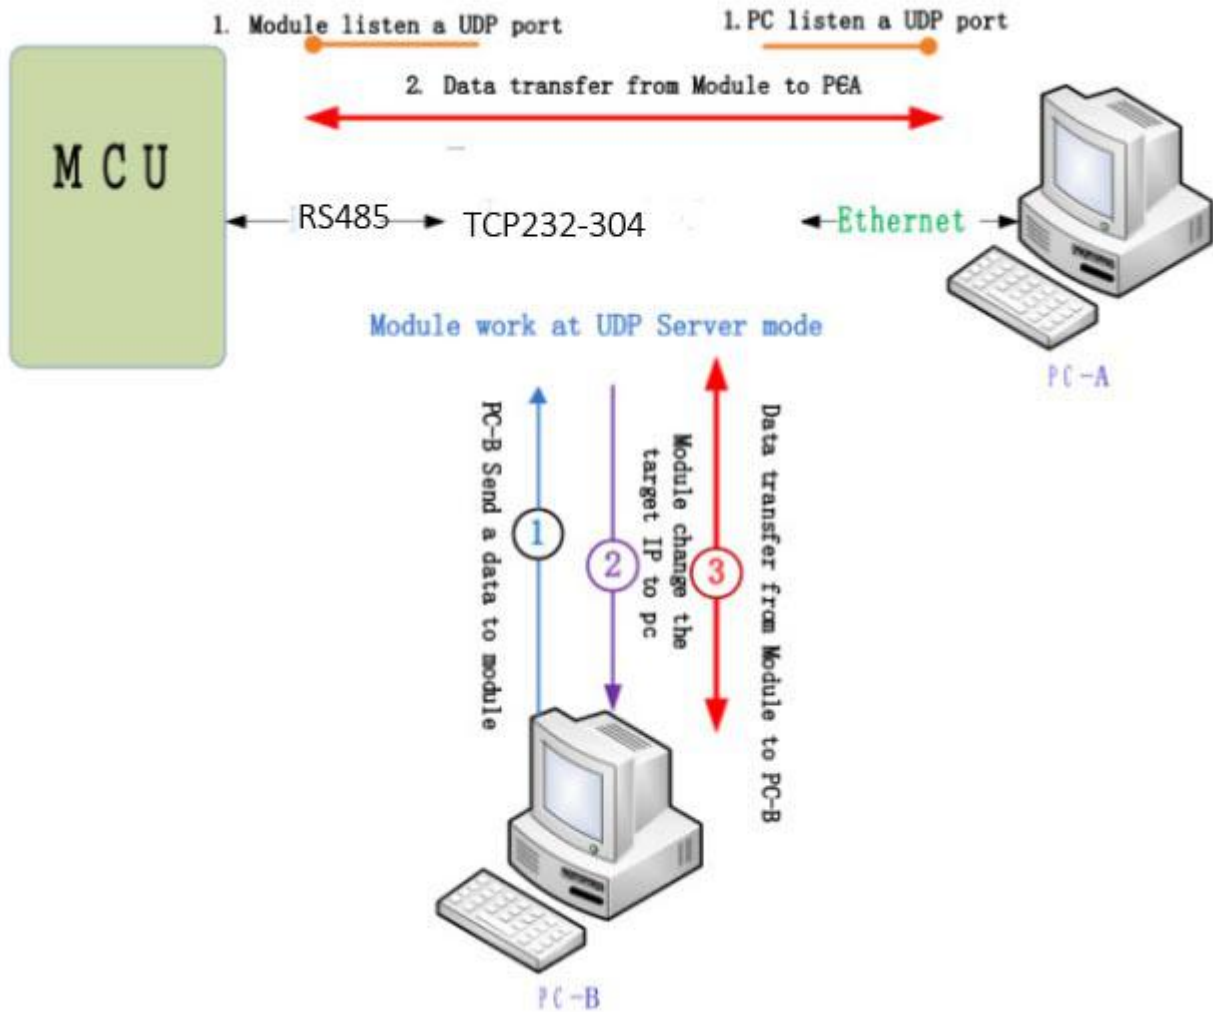 1. Module listen a UDP port
1. PC listen a UDP port
2. Data transfer from Module to PCA
MCU
RS485
TCP232-304
Ethernet
Module work at UDP Server mode
PC-A
PC-B Send a data to module
1
2
Module change the
target IP to pc
3
Data transfer from Module to PC-B
PC-B